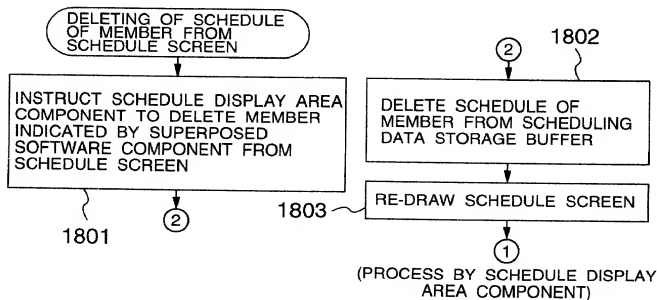 DELETING OF SCHEDULE
OF MEMBER FROM
SCHEDULE SCREEN
INSTRUCT SCHEDULE DISPLAY AREA
COMPONENT TO DELETE MEMBER
INDICATED BY SUPERPOSED
SOFTWARE COMPONENT FROM
SCHEDULE SCREEN
1801
2
2
1802
DELETE SCHEDULE OF
MEMBER FROM SCHEDULING
DATA STORAGE BUFFER
1803
RE-DRAW SCHEDULE SCREEN
1
(PROCESS BY SCHEDULE DISPLAY
AREA COMPONENT)